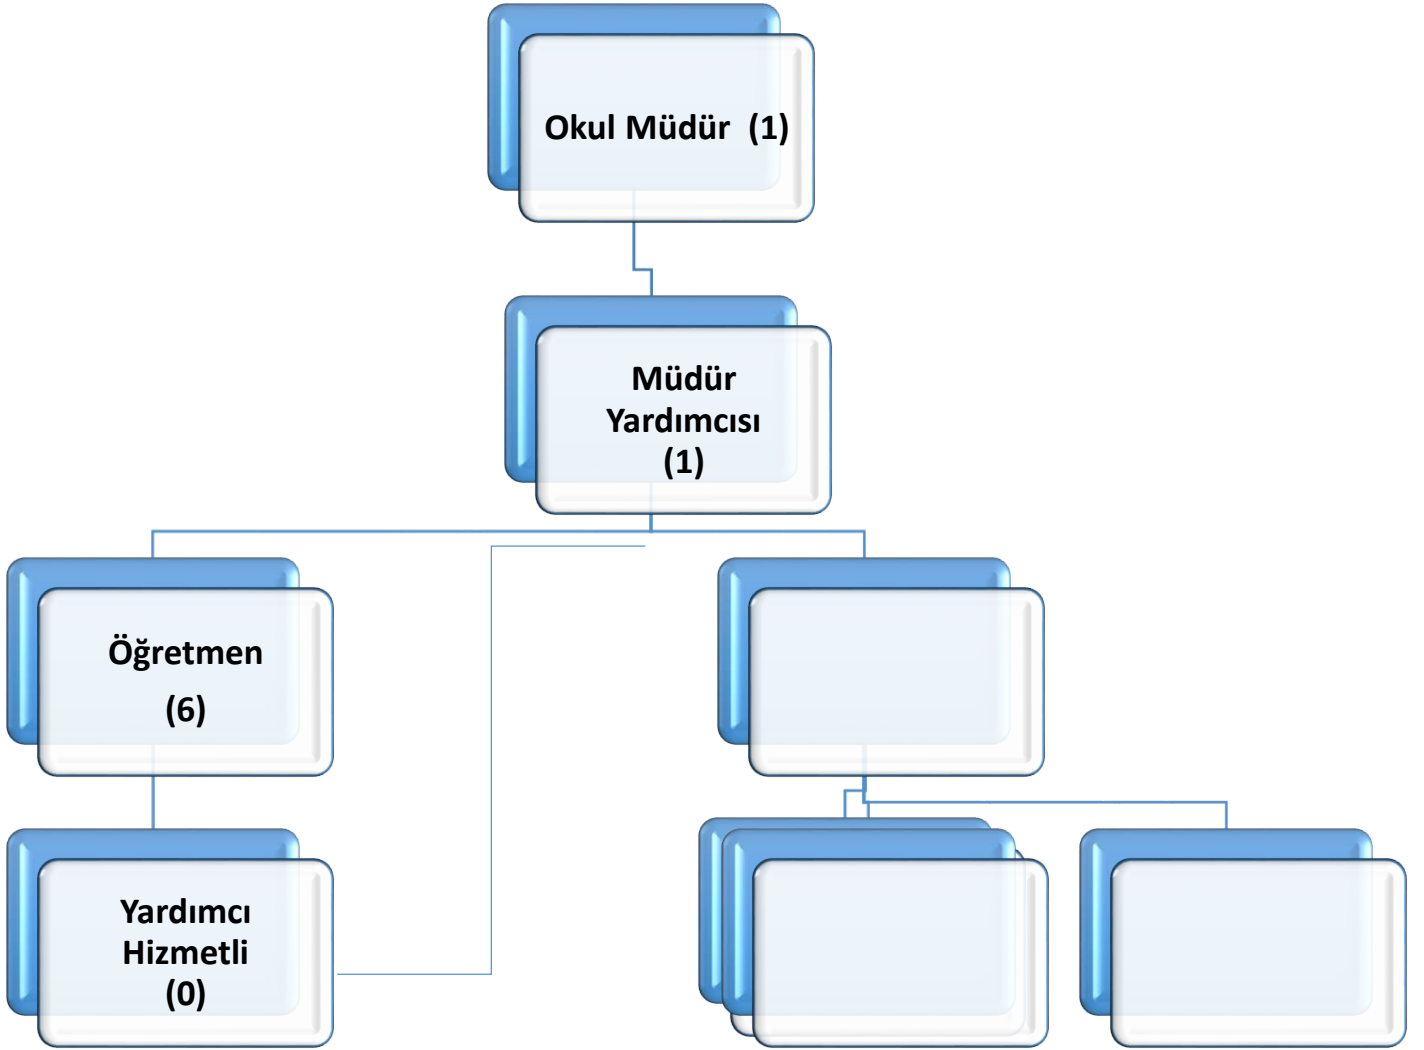 Okul Müdür (1)
Müdür
Yardımcısı
(1)
Öğretmen
(6)
Yardımcı
Hizmetli
(0)